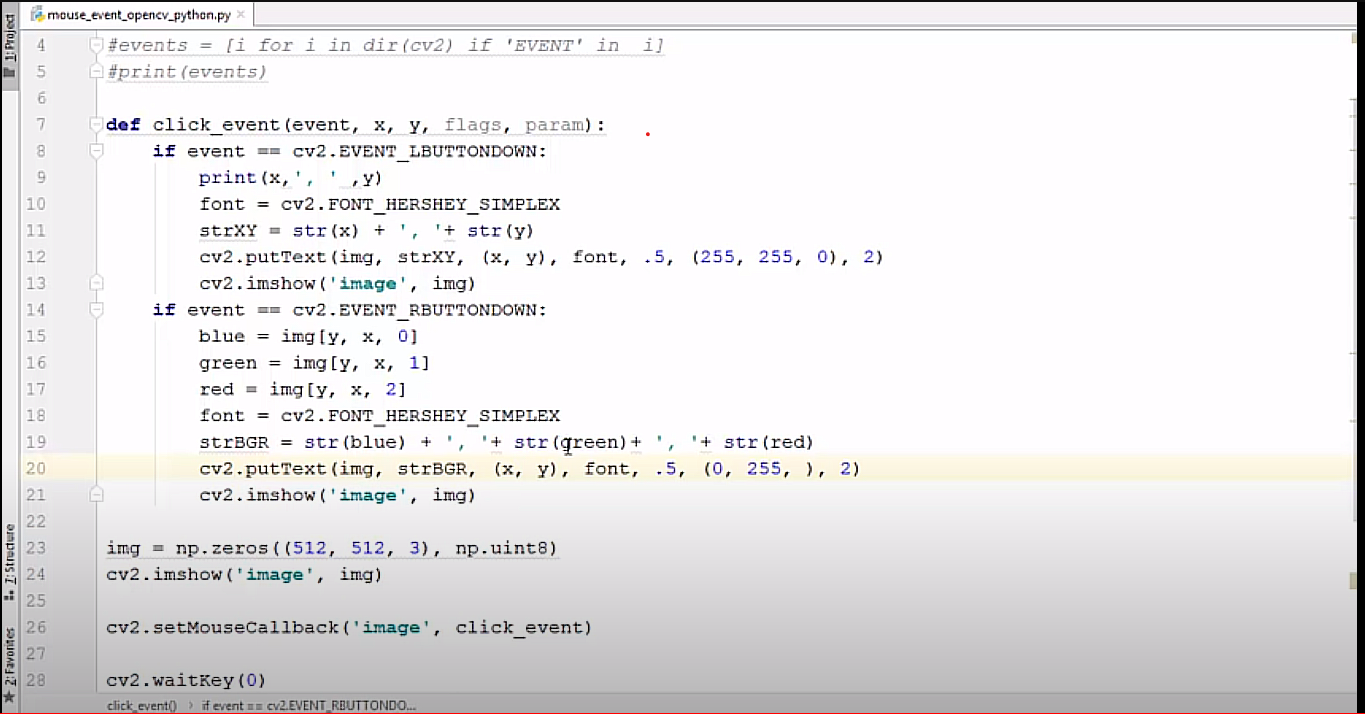 mouse_event_opencv_python.py ×
1: Project
4 #events = [i for i in dir(cv2) if 'EVENT' in  i]
5 #print(events)
6
7 def click_event(event, x, y, flags, param):
8     if event == cv2.EVENT_LBUTTONDOWN:
9         print(x,', ' ,y)
10         font = cv2.FONT_HERSHEY_SIMPLEX
11         strXY = str(x) + ', '+ str(y)
12         cv2.putText(img, strXY, (x, y), font, .5, (255, 255, 0), 2)
13         cv2.imshow('image', img)
14     if event == cv2.EVENT_RBUTTONDOWN:
15         blue = img[y, x, 0]
16         green = img[y, x, 1]
17         red = img[y, x, 2]
18         font = cv2.FONT_HERSHEY_SIMPLEX
19         strBGR = str(blue) + ', '+ str(green)+ ', '+ str(red)
20         cv2.putText(img, strBGR, (x, y), font, .5, (0, 255, ), 2)
21         cv2.imshow('image', img)
22
23 img = np.zeros((512, 512, 3), np.uint8)
24 cv2.imshow('image', img)
25
26 cv2.setMouseCallback('image', click_event)
27
28 cv2.waitKey(0)
7: Structure
2: Favorites
click_event() › if event == cv2.EVENT_RBUTTONDO...